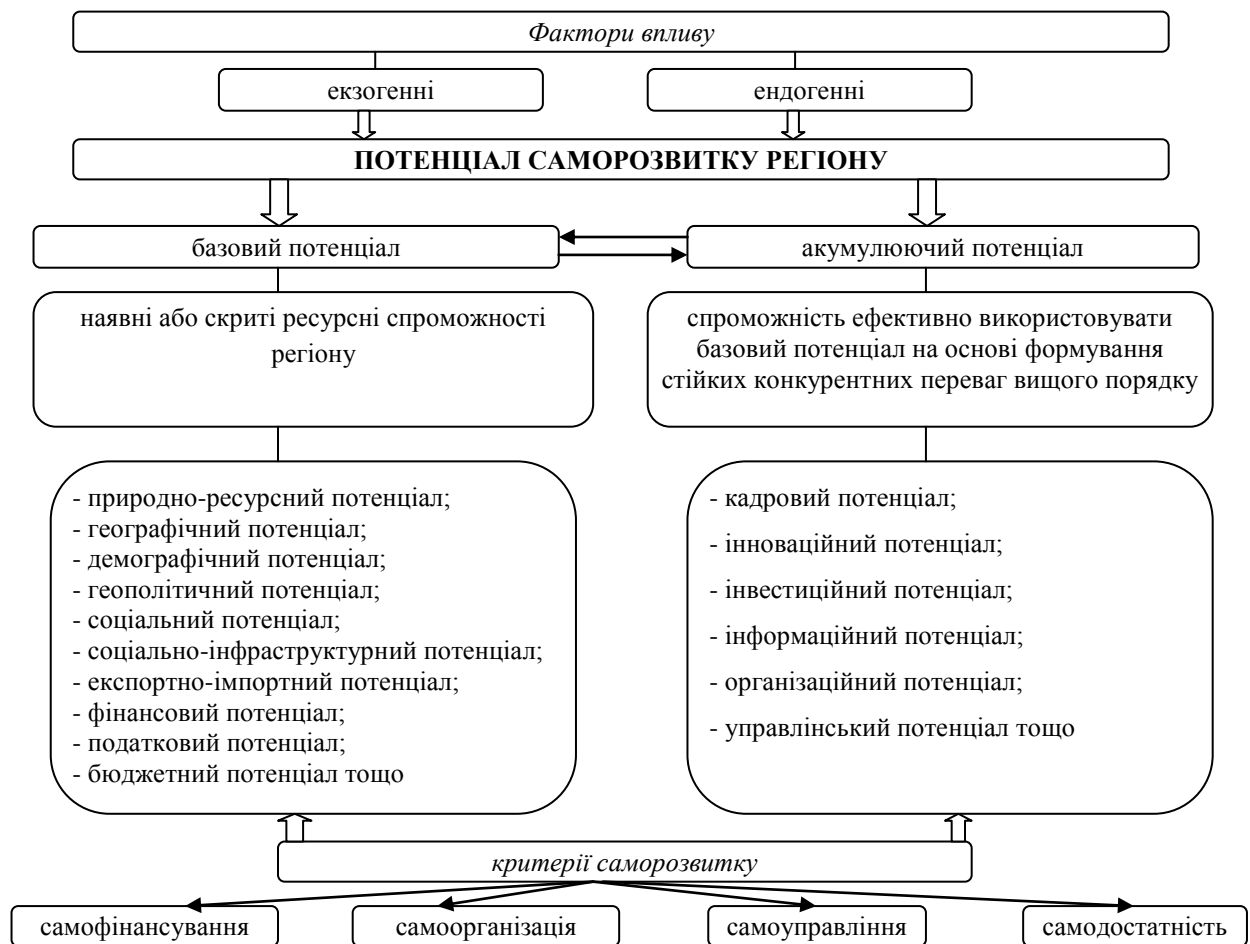 Фактори впливу
екзогенні
ендогенні
ПОТЕНЦІАЛ САМОРОЗВИТКУ РЕГІОНУ
базовий потенціал
акумулюючий потенціал
наявні або скриті ресурсні спроможності
регіону
спроможність ефективно використовувати
базовий потенціал на основі формування
стійких конкурентних переваг вищого порядку
- природно-ресурсний потенціал;
- географічний потенціал;
- демографічний потенціал;
- геополітичний потенціал;
- соціальний потенціал;
- соціально-інфраструктурний потенціал;
- експортно-імпортний потенціал;
- фінансовий потенціал;
- податковий потенціал;
- бюджетний потенціал тощо
- кадровий потенціал;
- інноваційний потенціал;
- інвестиційний потенціал;
- інформаційний потенціал;
- організаційний потенціал;
- управлінський потенціал тощо
критерії саморозвитку
самофінансування
самоорганізація
самоуправління
самодостатність